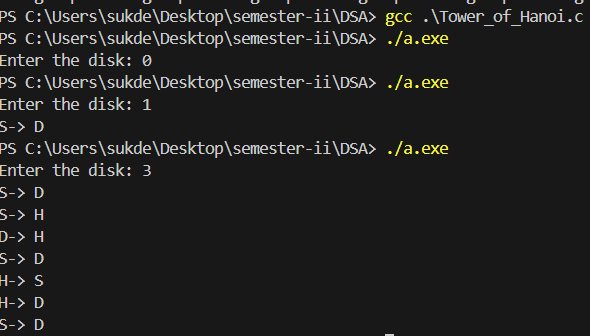 PS C:\Users\sukde\Desktop\semester-ii\DSA> gcc .\Tower_of_Hanoi.c
PS C:\Users\sukde\Desktop\semester-ii\DSA> ./a.exe
Enter the disk: 0
PS C:\Users\sukde\Desktop\semester-ii\DSA> ./a.exe
Enter the disk: 1
S-> D
PS C:\Users\sukde\Desktop\semester-ii\DSA> ./a.exe
Enter the disk: 3
S-> D
S-> H
D-> H
S-> D
H-> S
H-> D
S-> D